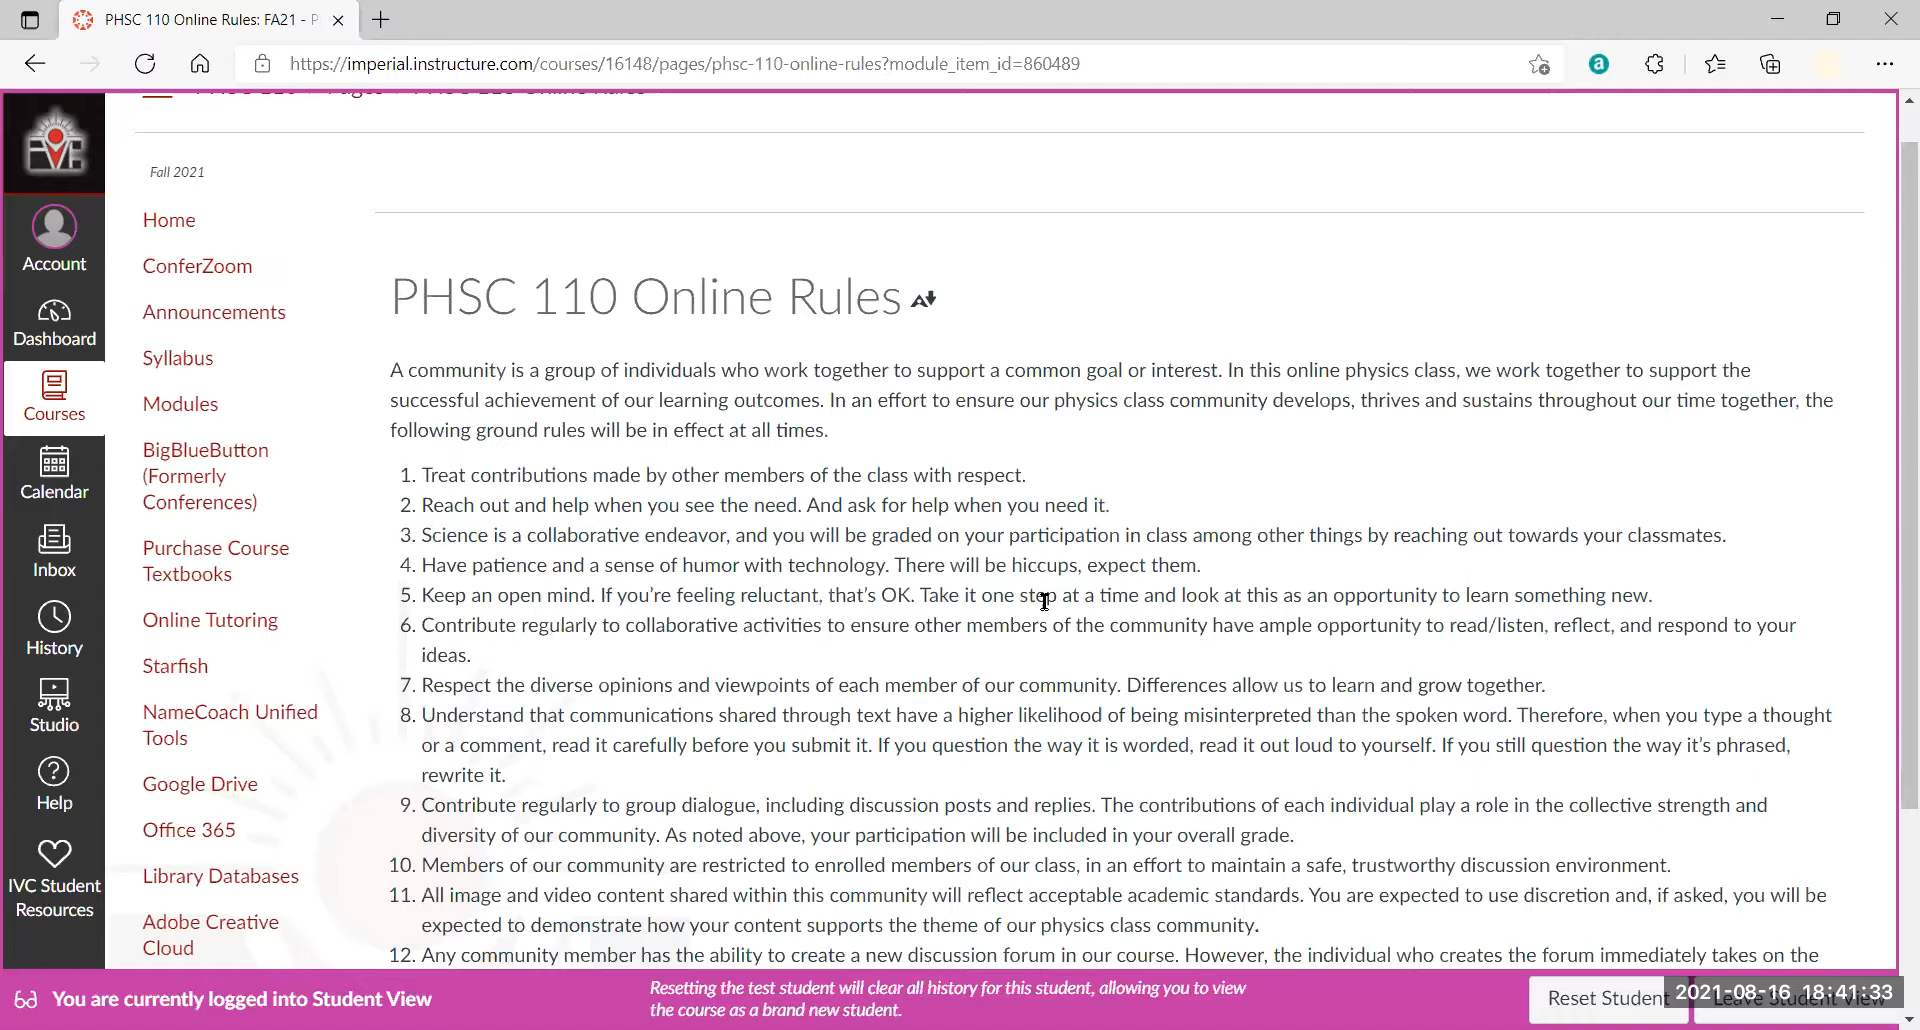 PHSC 110 Online Rules: FA21 - P
https://imperial.instructure.com/courses/16148/pages/phsc-110-online-rules?module_item_id=860489
Fall 2021
Account
Dashboard
Courses
Calendar
Inbox
History
Studio
Help
IVC Student
Resources
Home
ConferZoom
Announcements
Syllabus
Modules
BigBlueButton
(Formerly
Conferences)
Purchase Course
Textbooks
Online Tutoring
Starfish
NameCoach Unified
Tools
Google Drive
Office 365
Library Databases
Adobe Creative
Cloud
PHSC 110 Online Rules
A community is a group of individuals who work together to support a common goal or interest. In this online physics class, we work together to support the
successful achievement of our learning outcomes. In an effort to ensure our physics class community develops, thrives and sustains throughout our time together, the
following ground rules will be in effect at all times.
1. Treat contributions made by other members of the class with respect.
2. Reach out and help when you see the need. And ask for help when you need it.
3. Science is a collaborative endeavor, and you will be graded on your participation in class among other things by reaching out towards your classmates.
4. Have patience and a sense of humor with technology. There will be hiccups, expect them.
5. Keep an open mind. If you're feeling reluctant, that's OK. Take it one step at a time and look at this as an opportunity to learn something new.
6. Contribute regularly to collaborative activities to ensure other members of the community have ample opportunity to read/listen, reflect, and respond to your
ideas.
7. Respect the diverse opinions and viewpoints of each member of our community. Differences allow us to learn and grow together.
8. Understand that communications shared through text have a higher likelihood of being misinterpreted than the spoken word. Therefore, when you type a thought
or a comment, read it carefully before you submit it. If you question the way it is worded, read it out loud to yourself. If you still question the way it's phrased,
rewrite it.
9. Contribute regularly to group dialogue, including discussion posts and replies. The contributions of each individual play a role in the collective strength and
diversity of our community. As noted above, your participation will be included in your overall grade.
10. Members of our community are restricted to enrolled members of our class, in an effort to maintain a safe, trustworthy discussion environment.
11. All image and video content shared within this community will reflect acceptable academic standards. You are expected to use discretion and, if asked, you will be
expected to demonstrate how your content supports the theme of our physics class community.
12. Any community member has the ability to create a new discussion forum in our course. However, the individual who creates the forum immediately takes on the
You are currently logged into Student View
Resetting the test student will clear all history for this student, allowing you to view
the course as a brand new student.
Reset Student
Leave Student View
2021-08-16 18:41:33